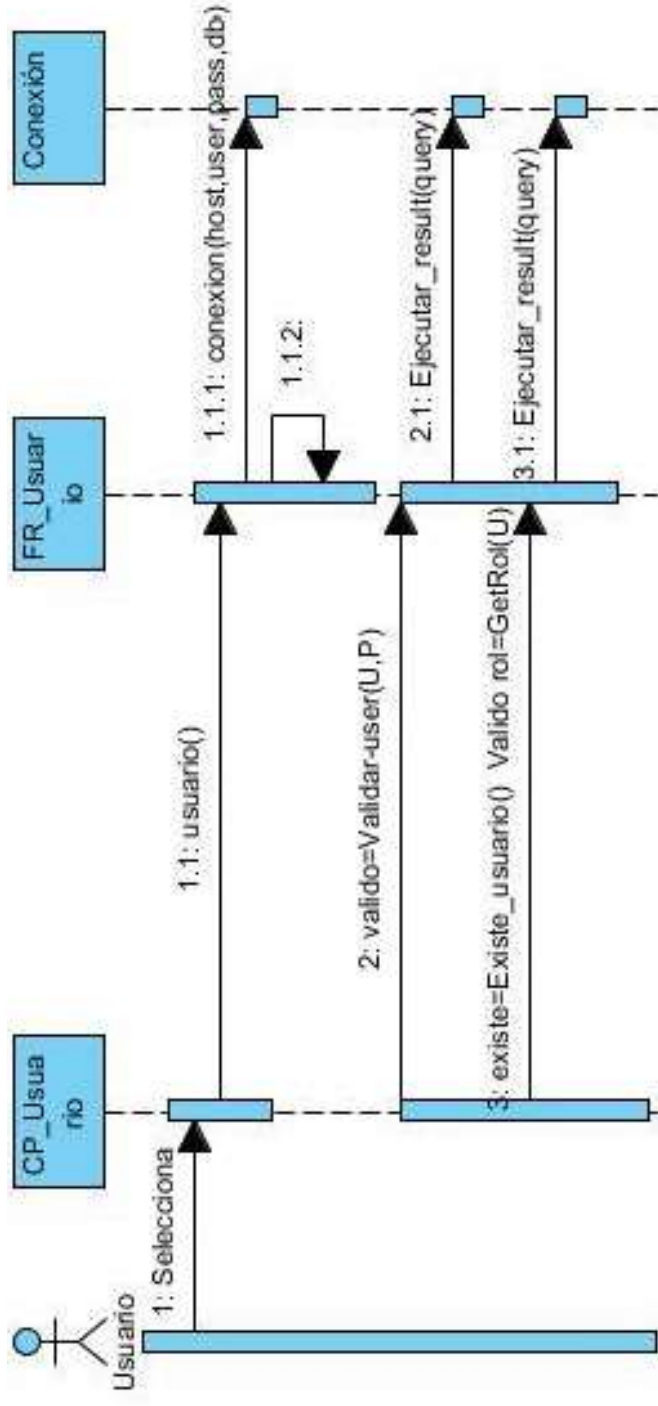 Usuario
CP_Usua
rio
FR_Usuar
io
Conexión
1: Selecciona
1.1: usuario()
1.1.1: conexion(host,user,pass,db)
1.1.2:
2: valido=Validar-user(U,P)
2.1: Ejecutar_result(query)
3: existe=Existe_usuario() Valido rol=GetRol(U)
3.1: Ejecutar_result(query)